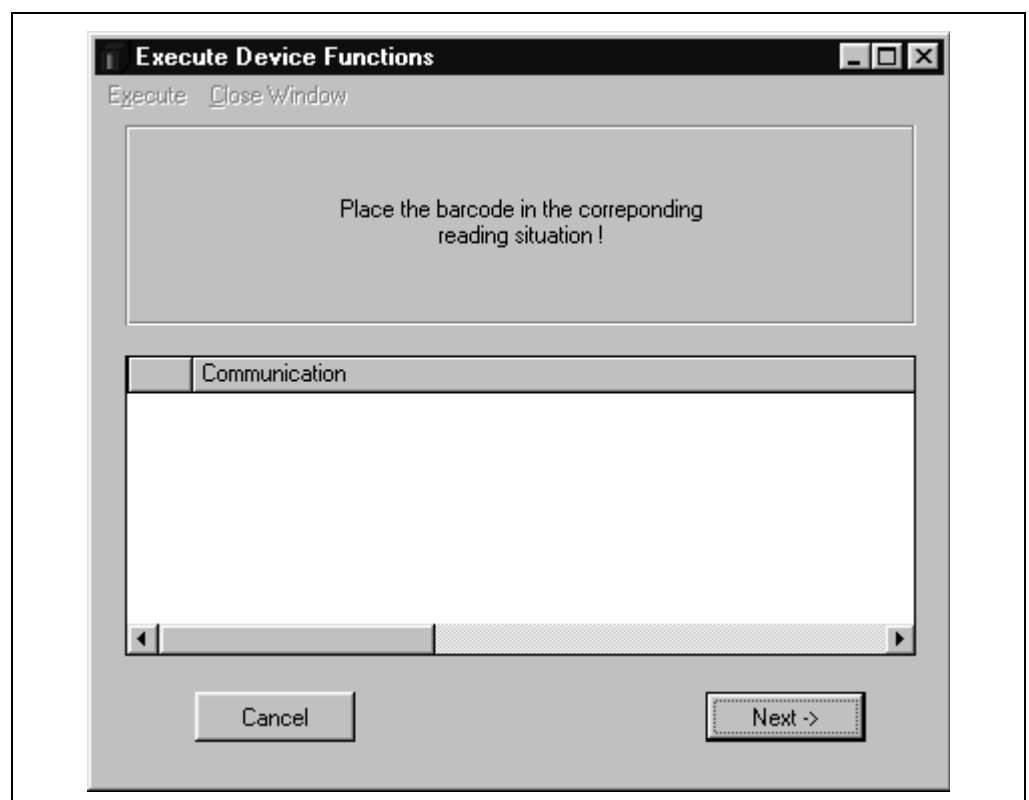 Execute Device Functions
Execute Close Window
Place the barcode in the correponding
reading situation !
Communication
Cancel Next ->